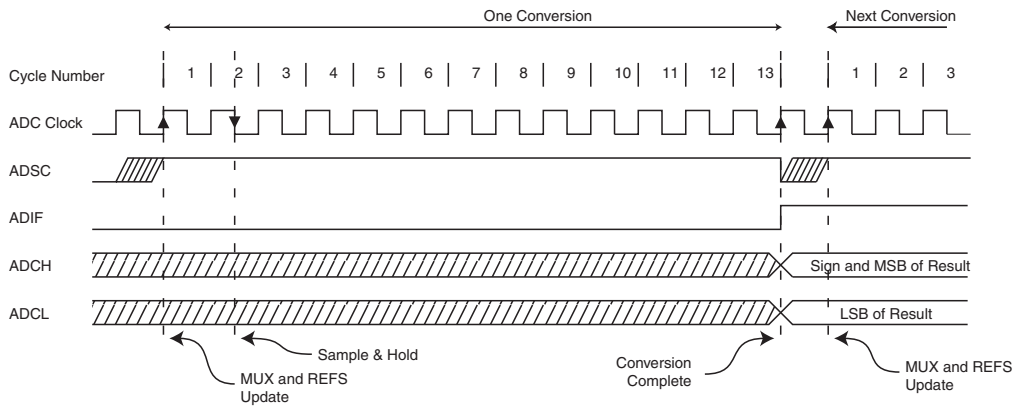 One Conversion
Next Conversion
Cycle Number
1 2 3 4 5 6 7 8 9 10 11 12 13 1 2 3
ADC Clock
ADSC
ADIF
ADCH
Sign and MSB of Result
ADCL
LSB of Result
Sample & Hold
MUX and REFS
Update
Conversion
Complete
MUX and REFS
Update